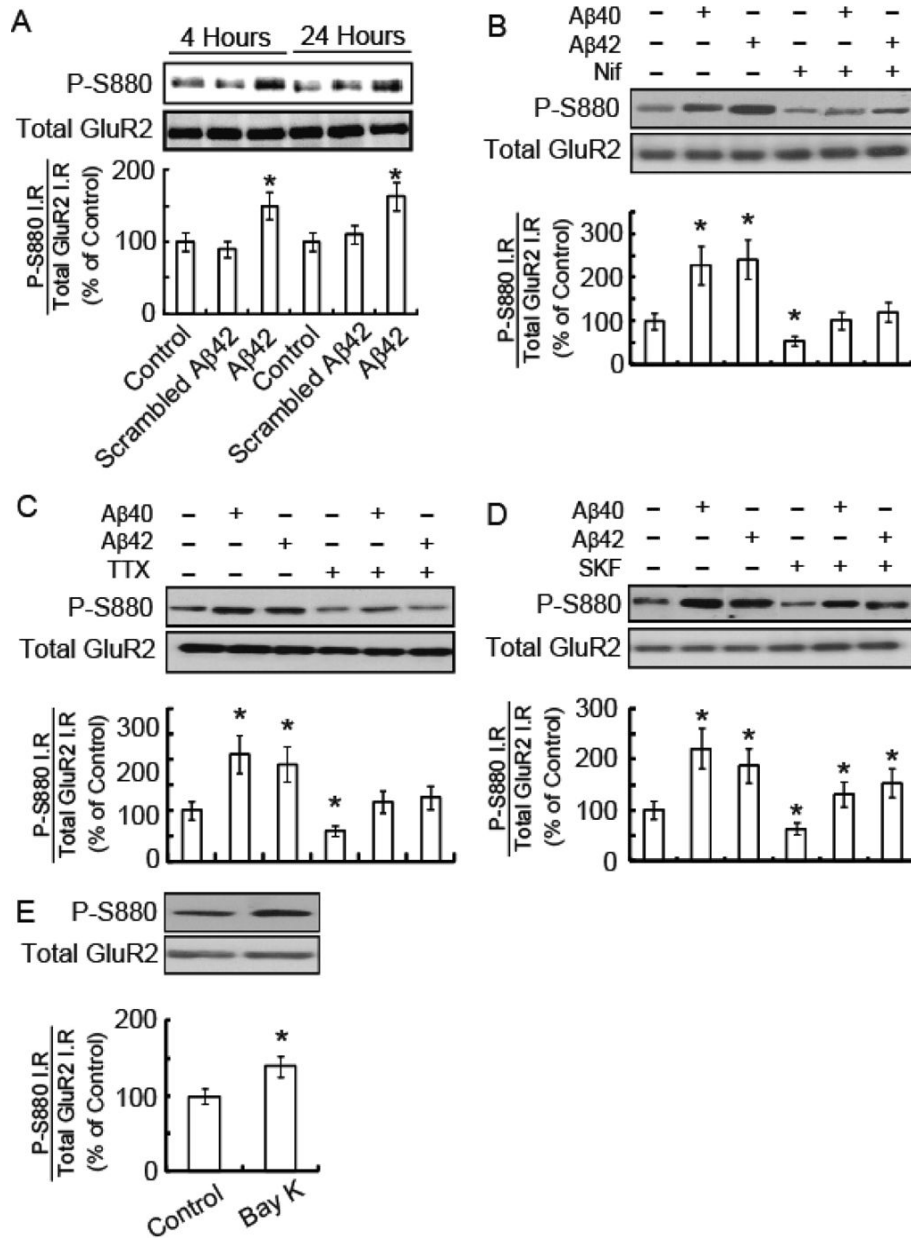 A
4 Hours 24 Hours
P-S880
Total GluR2
P-S880 I.R
Total GluR2 I.R
(% of Control)
200
100
0
* *
Control
Scrambled Aβ42
Aβ42
Control
Scrambled Aβ42
Aβ42
B
Aβ40 − + − − + −
Aβ42 − − + − − +
Nif − − − + + +
P-S880
Total GluR2
P-S880 I.R
Total GluR2 I.R
(% of Control)
300
200
100
0
* * *
C
Aβ40 − + − − + −
Aβ42 − − + − − +
TTX − − − + + +
P-S880
Total GluR2
P-S880 I.R
Total GluR2 I.R
(% of Control)
300
200
100
0
* * *
D
Aβ40 − + − − + −
Aβ42 − − + − − +
SKF − − − + + +
P-S880
Total GluR2
P-S880 I.R
Total GluR2 I.R
(% of Control)
300
200
100
0
* * * * *
E
P-S880
Total GluR2
P-S880 I.R
Total GluR2 I.R
(% of Control)
200
100
0
*
Control
Bay K